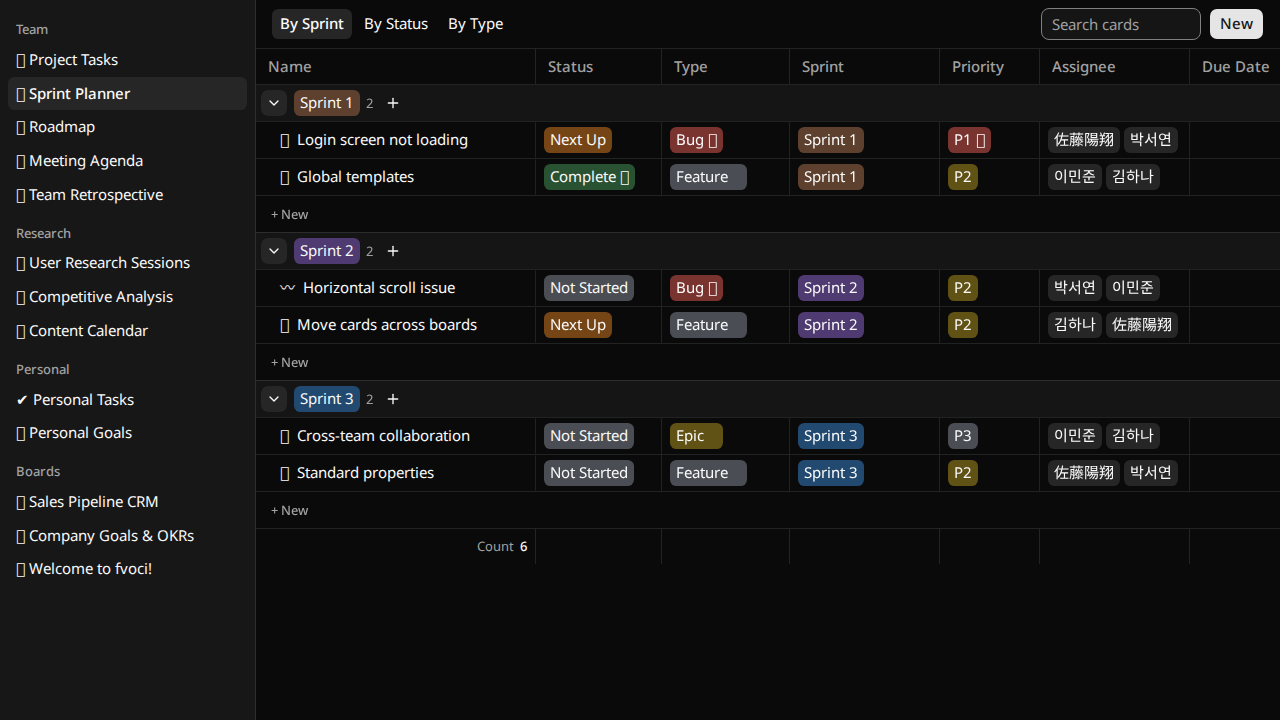 Team
Project Tasks
Sprint Planner
Roadmap
Meeting Agenda
Team Retrospective
Research
User Research Sessions
Competitive Analysis
Content Calendar
Personal
✔ Personal Tasks
Personal Goals
Boards
Sales Pipeline CRM
Company Goals & OKRs
Welcome to fvoci!
By Sprint By Status By Type Search cards New
Name Status Type Sprint Priority Assignee Due Date
Sprint 1 2 +
Login screen not loading Next Up Bug Sprint 1 P1 佐藤陽翔 박서연
Global templates Complete Feature Sprint 1 P2 이민준 김하나
+ New
Sprint 2 2 +
〰 Horizontal scroll issue Not Started Bug Sprint 2 P2 박서연 이민준
Move cards across boards Next Up Feature Sprint 2 P2 김하나 佐藤陽翔
+ New
Sprint 3 2 +
Cross-team collaboration Not Started Epic Sprint 3 P3 이민준 김하나
Standard properties Not Started Feature Sprint 3 P2 佐藤陽翔 박서연
+ New
Count 6